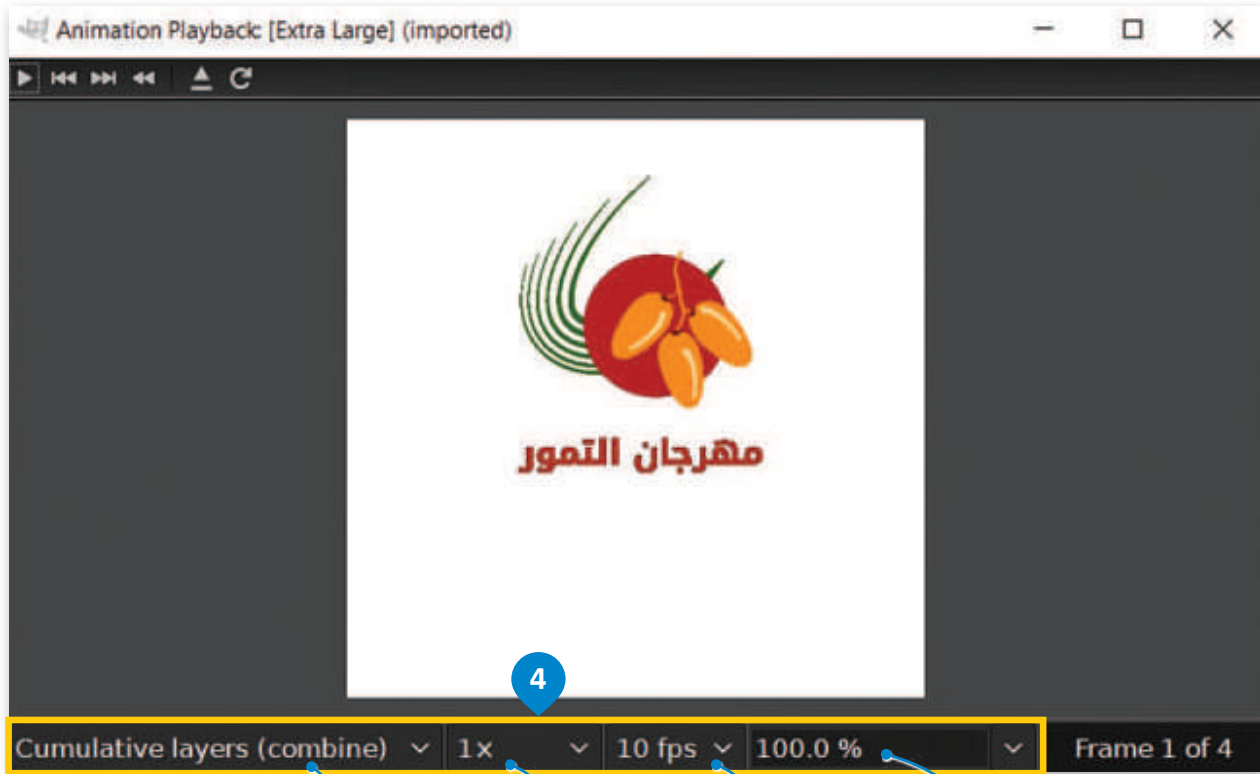 Animation Playback: [Extra Large] (imported)
مهرجان التمور
4
Cumulative layers (combine) 1x 10 fps 100.0 % Frame 1 of 4